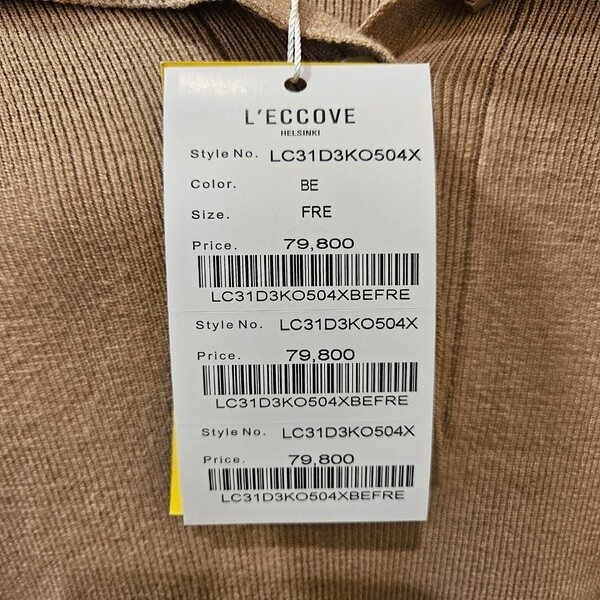 L'ECCOVE
HELSINKI
Style No. LC31D3KO504X
Color. BE
Size. FRE
Price. 79,800
LC31D3KO504XBEFRE
Style No. LC31D3KO504X
Price. 79,800
LC31D3KO504XBEFRE
Style No. LC31D3KO504X
Price. 79,800
LC31D3KO504XBEFRE